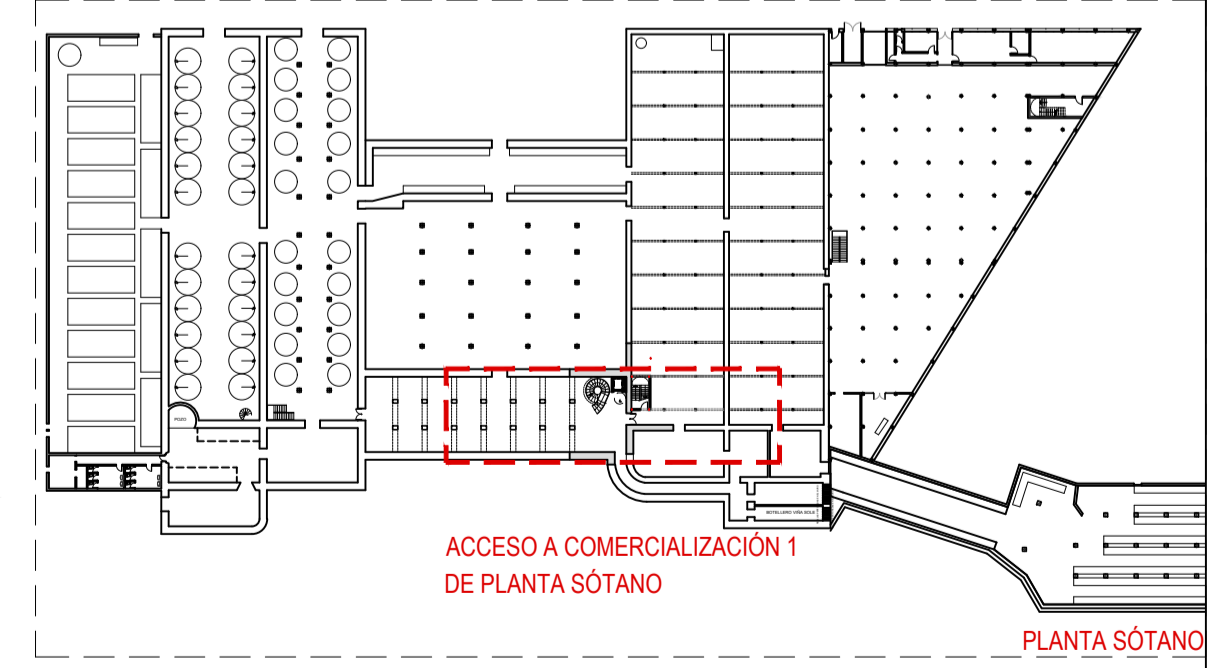 POZO
BOTELLERO VIÑA SOLE
ACCESO A COMERCIALIZACIÓN 1
DE PLANTA SÓTANO
PLANTA SÓTANO